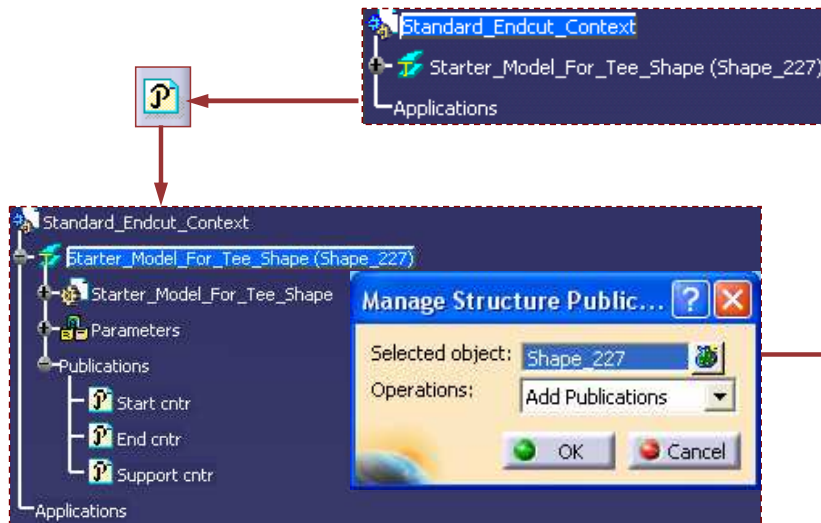 Standard_Endcut_Context
Starter_Model_For_Tee_Shape (Shape_227)
Applications
Standard_Endcut_Context
Starter_Model_For_Tee_Shape (Shape_227)
Starter_Model_For_Tee_Shape
Parameters
Publications
Start cntr
End cntr
Support cntr
Applications
Manage Structure Public... ?
Selected object: Shape_227
Operations: Add Publications
OK Cancel